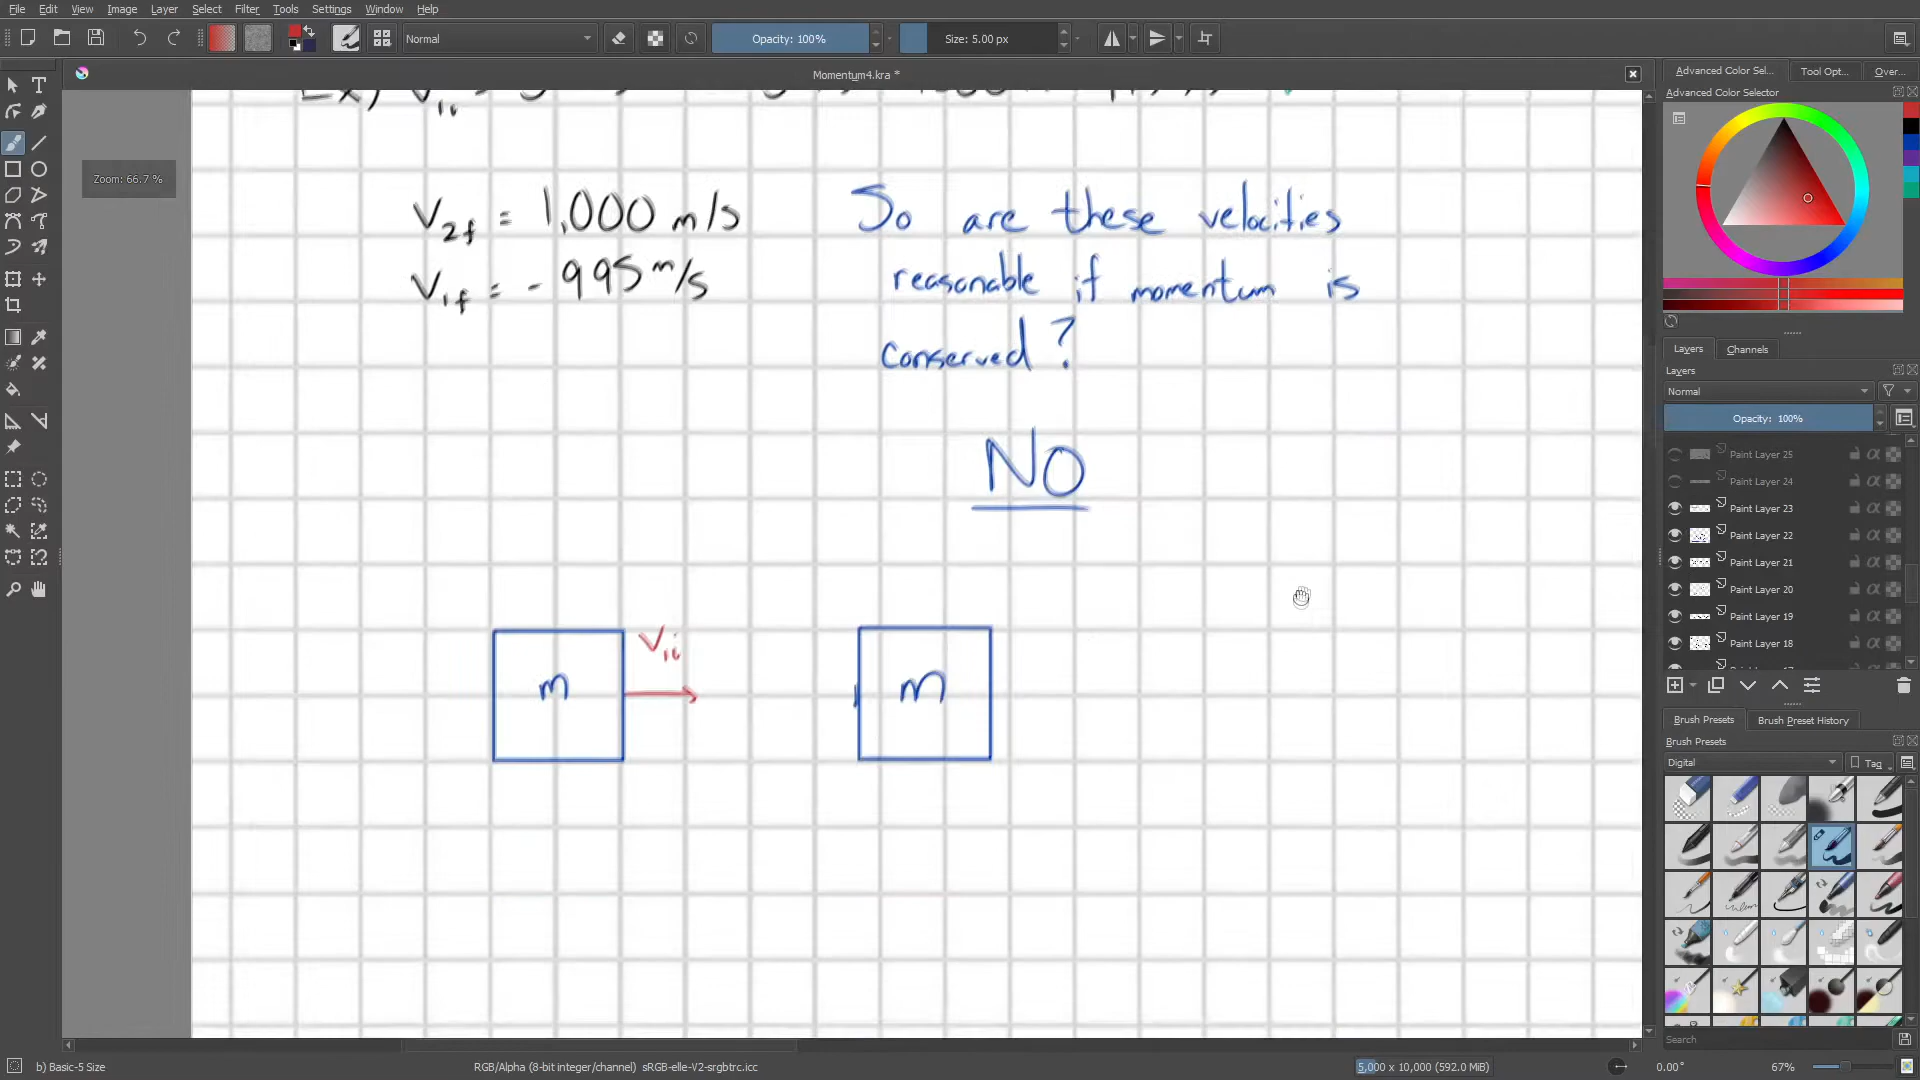 File Edit View Image Layer Select Filter Tools Settings Window Help
Normal
Opacity: 100%
Size: 5.00 px
Momentum4.kra *
Advanced Color Sel...
Tool Opt...
Over...
Advanced Color Selector
Zoom: 66.7 %
V2f = 1,000 m/s
V1f = - 995 m/s
So are these velocities
reasonable if momentum is
conserved?
NO
m
V1i
m
Layers
Channels
Layers
Normal
Opacity: 100%
Paint Layer 25
Paint Layer 24
Paint Layer 23
Paint Layer 22
Paint Layer 21
Paint Layer 20
Paint Layer 19
Paint Layer 18
Brush Presets
Brush Preset History
Brush Presets
Digital
Tag
Search
b) Basic-5 Size
RGB/Alpha (8-bit integer/channel) sRGB-elle-V2-srgbtrc.icc
5,000 x 10,000 (592.0 MiB)
0.00°
67%